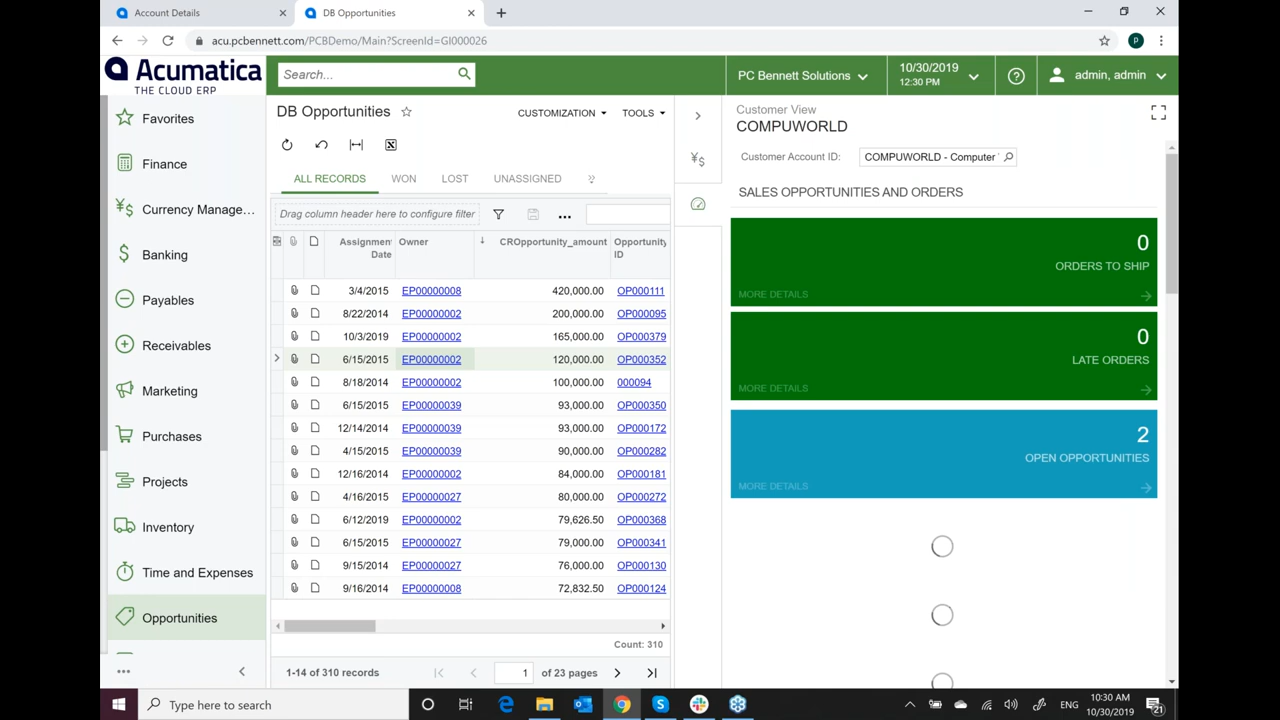 Account Details
DB Opportunities
acu.pcbennett.com/PCBDemo/Main?ScreenId=GI000026
P
Acumatica
THE CLOUD ERP
Search...
PC Bennett Solutions
10/30/2019
12:30 PM
admin, admin
Favorites
Finance
Currency Manage...
Banking
Payables
Receivables
Marketing
Purchases
Projects
Inventory
Time and Expenses
Opportunities
DB Opportunities
CUSTOMIZATION
TOOLS
ALL RECORDS WON LOST UNASSIGNED
Drag column header here to configure filter
Assignment Date Owner CROpportunity_amount Opportunity ID
3/4/2015 EP00000008 420,000.00 OP000111
8/22/2014 EP00000002 200,000.00 OP000095
10/3/2019 EP00000002 165,000.00 OP000379
6/15/2015 EP00000002 120,000.00 OP000352
8/18/2014 EP00000002 100,000.00 000094
6/15/2015 EP00000039 93,000.00 OP000350
12/14/2014 EP00000039 93,000.00 OP000172
4/15/2015 EP00000039 90,000.00 OP000282
12/16/2014 EP00000002 84,000.00 OP000181
4/16/2015 EP00000027 80,000.00 OP000272
6/12/2019 EP00000002 79,626.50 OP000368
6/15/2015 EP00000027 79,000.00 OP000341
9/15/2014 EP00000027 76,000.00 OP000130
9/16/2014 EP00000008 72,832.50 OP000124
Count: 310
1-14 of 310 records
1 of 23 pages
Customer View
COMPUWORLD
Customer Account ID: COMPUWORLD - Computer
SALES OPPORTUNITIES AND ORDERS
0
ORDERS TO SHIP
MORE DETAILS
0
LATE ORDERS
MORE DETAILS
2
OPEN OPPORTUNITIES
MORE DETAILS
Type here to search
ENG
10:30 AM
10/30/2019
21